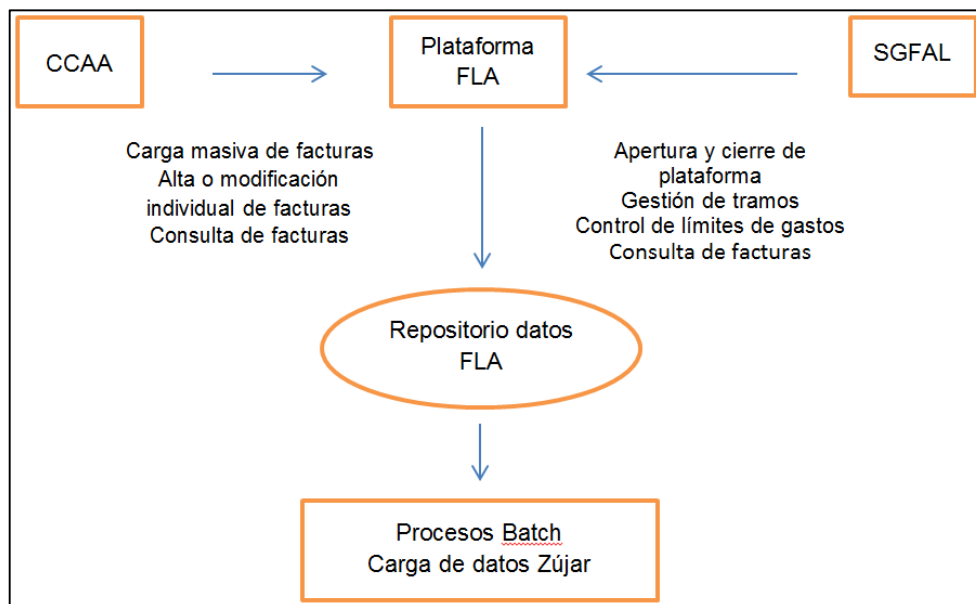 CCAA
Plataforma
FLA
SGFAL
Carga masiva de facturas
Alta o modificación
individual de facturas
Consulta de facturas
Apertura y cierre de
plataforma
Gestión de tramos
Control de límites de gastos
Consulta de facturas
Repositorio datos
FLA
Procesos Batch
Carga de datos Zújar